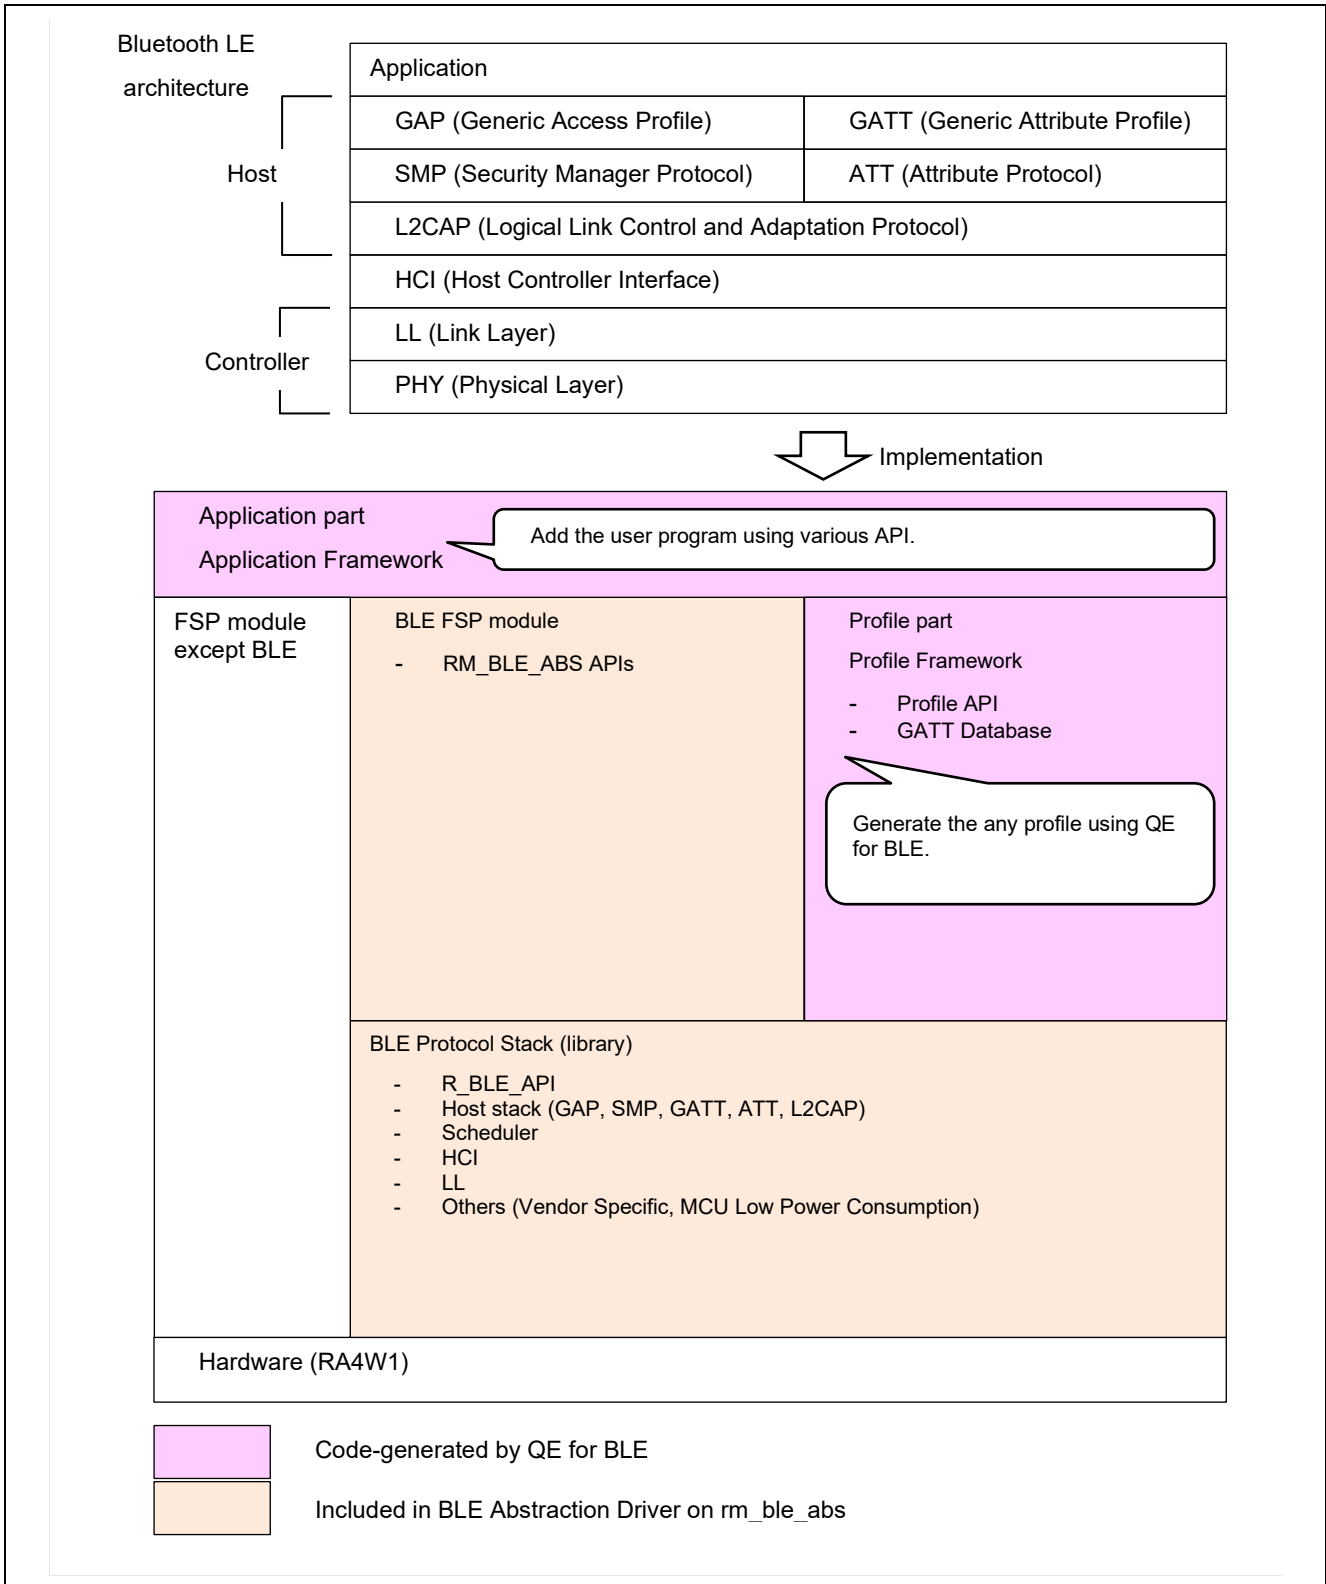 Bluetooth LE
architecture
Application
GAP (Generic Access Profile)
GATT (Generic Attribute Profile)
Host
SMP (Security Manager Protocol)
ATT (Attribute Protocol)
L2CAP (Logical Link Control and Adaptation Protocol)
HCI (Host Controller Interface)
LL (Link Layer)
Controller
PHY (Physical Layer)
Implementation
Application part
Application Framework
Add the user program using various API.
FSP module
except BLE
BLE FSP module
- RM_BLE_ABS APIs
Profile part
Profile Framework
- Profile API
- GATT Database
Generate the any profile using QE
for BLE.
BLE Protocol Stack (library)
- R_BLE_API
- Host stack (GAP, SMP, GATT, ATT, L2CAP)
- Scheduler
- HCI
- LL
- Others (Vendor Specific, MCU Low Power Consumption)
Hardware (RA4W1)
Code-generated by QE for BLE
Included in BLE Abstraction Driver on rm_ble_abs